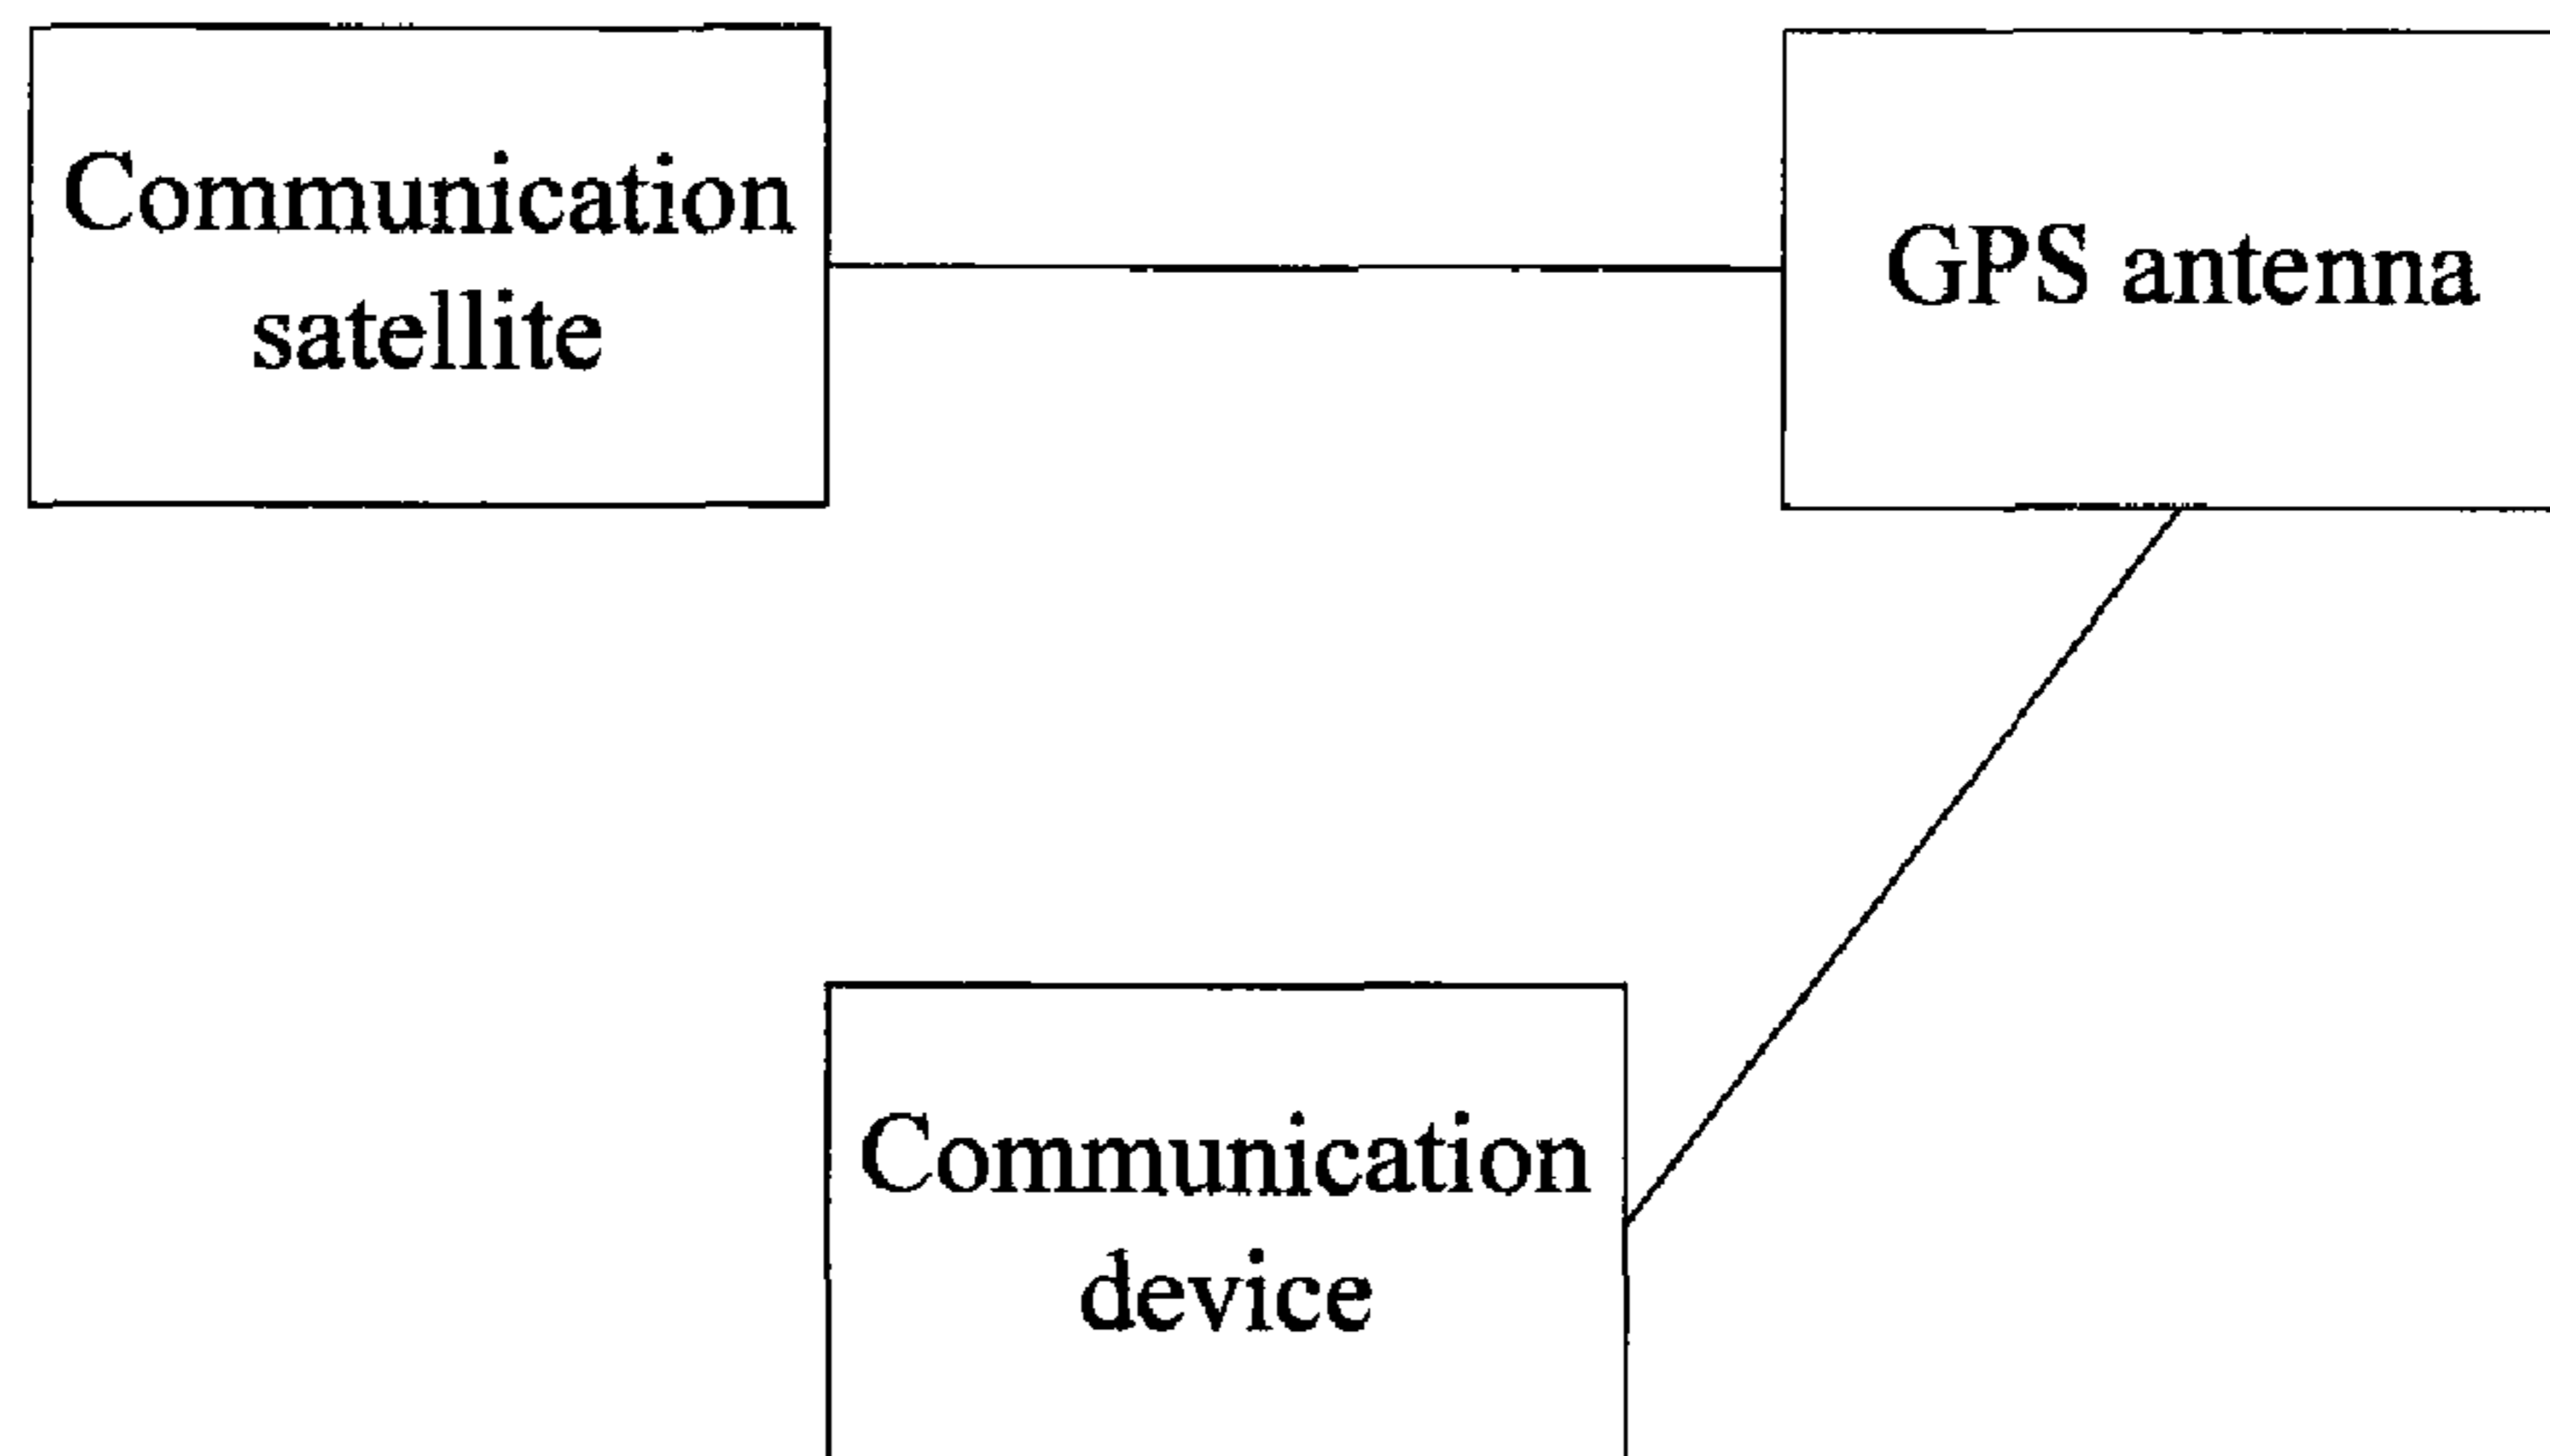 Communication
satellite
GPS antenna
Communication
device